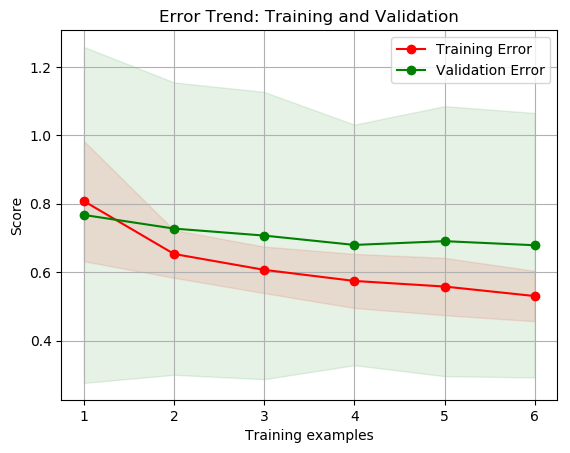 Error Trend: Training and Validation
Training Error
Validation Error
Score
1.2
1.0
0.8
0.6
0.4
1 2 3 4 5 6
Training examples